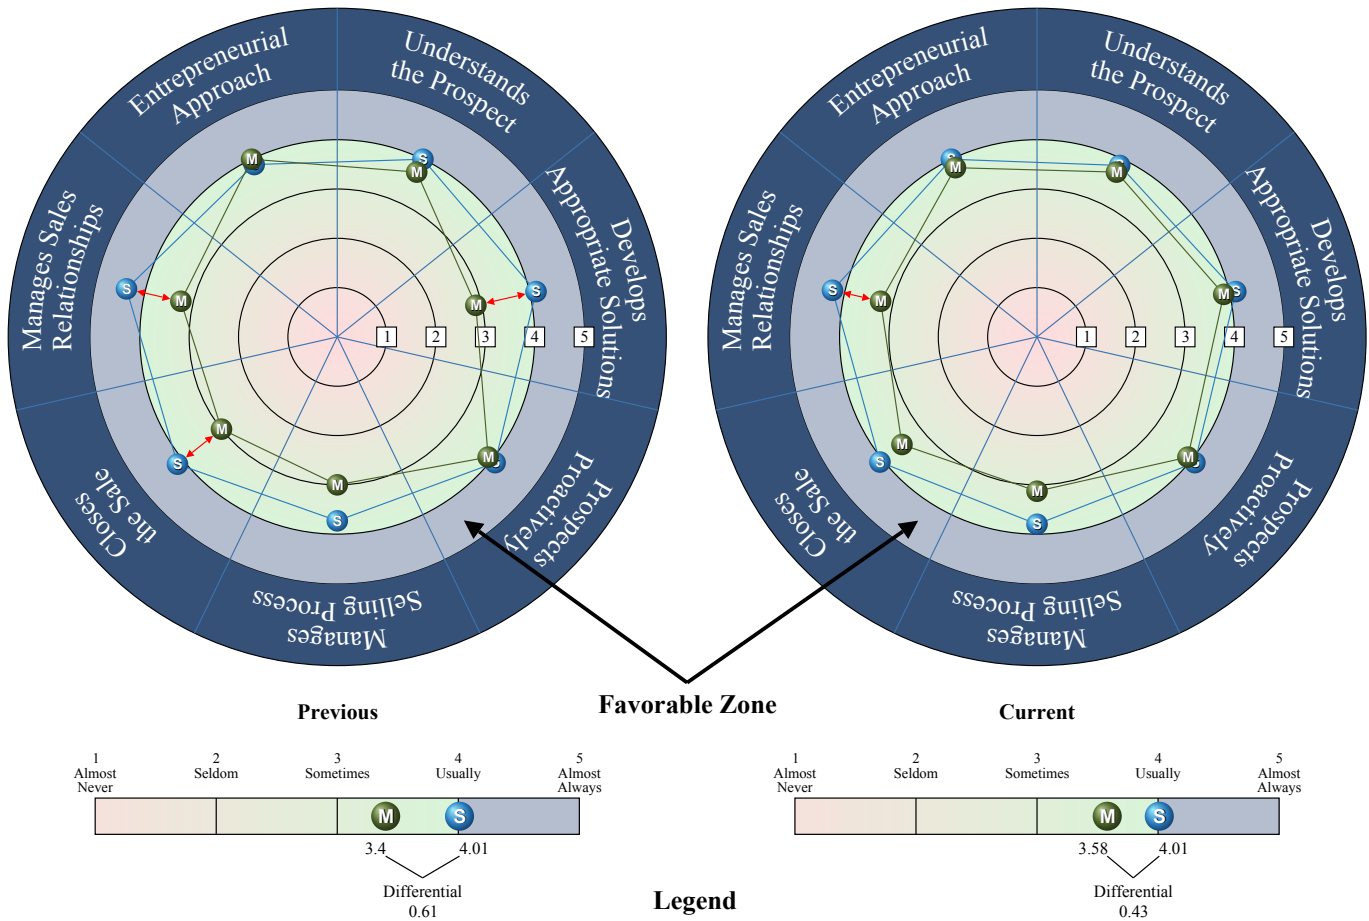 Entrepreneurial
Approach
Understands
the Prospect
Develops
Appropriate Solutions
Prospects
Proactively
Manages
Selling Process
Closes
the Sale
Manages Sales
Relationships
S
M
M
S
M
S
M
S
M
S
M
S
M
1
2
3
4
5
Entrepreneurial
Approach
Understands
the Prospect
Develops
Appropriate Solutions
Prospects
Proactively
Manages
Selling Process
Closes
the Sale
Manages Sales
Relationships
S
M
S
M
M
S
M
S
M
S
M
S
M
S
1
2
3
4
5
Previous
Favorable Zone
Current
1
Almost
Never
2
Seldom
3
Sometimes
4
Usually
5
Almost
Always
M
S
3.4
4.01
Differential
0.61
1
Almost
Never
2
Seldom
3
Sometimes
4
Usually
5
Almost
Always
M
S
3.58
4.01
Differential
0.43
Legend